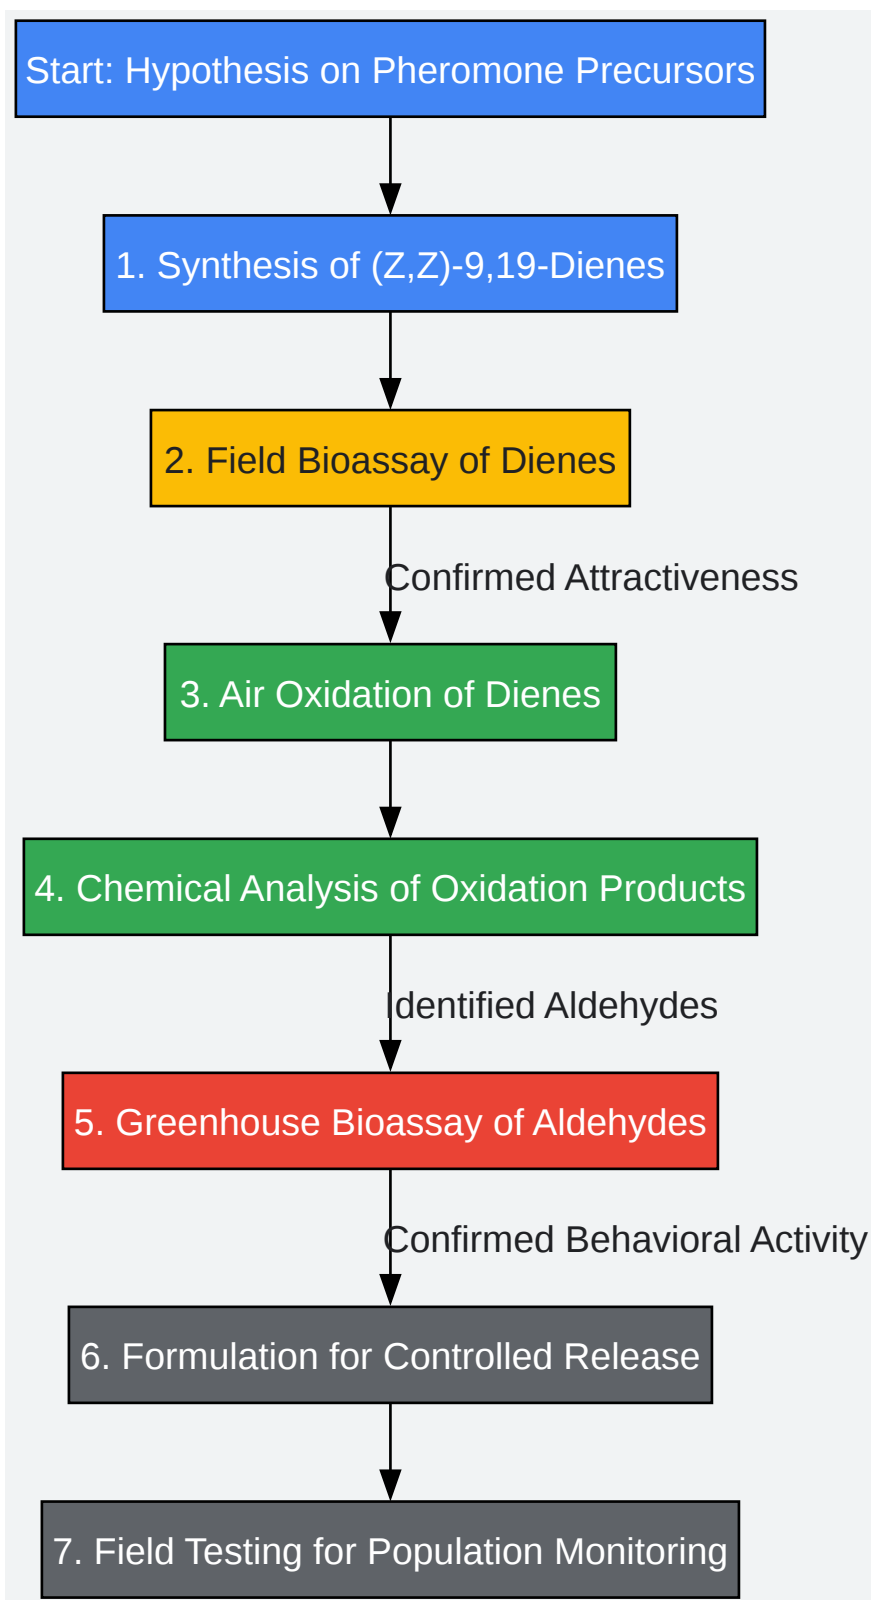 Start: Hypothesis on Pheromone Precursors
1. Synthesis of (Z,Z)-9,19-Dienes
2. Field Bioassay of Dienes
Confirmed Attractiveness
3. Air Oxidation of Dienes
4. Chemical Analysis of Oxidation Products
Identified Aldehydes
5. Greenhouse Bioassay of Aldehydes
Confirmed Behavioral Activity
6. Formulation for Controlled Release
7. Field Testing for Population Monitoring